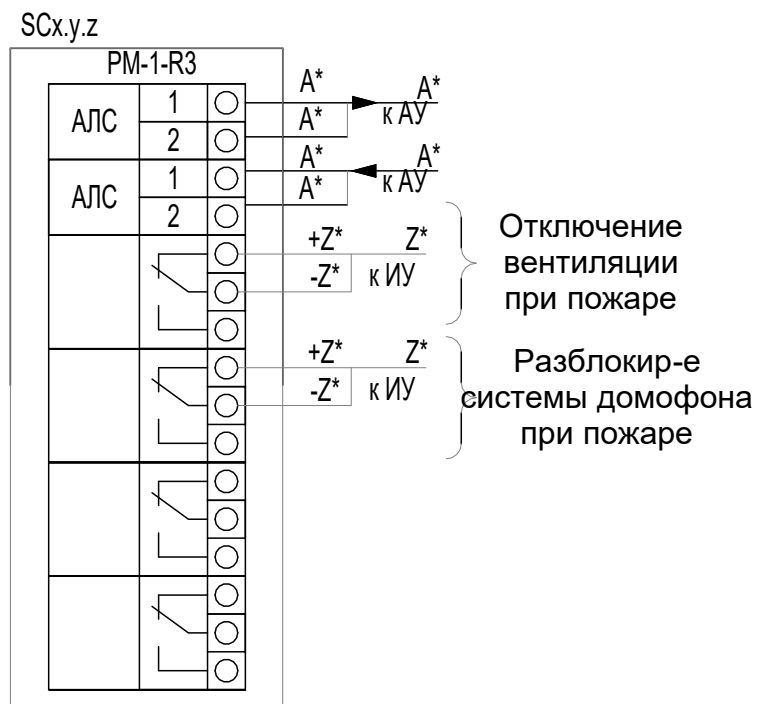 SCx.y.z
РМ-1-R3
АЛС 1 A* A*
2 A* к АУ
АЛС 1 A* A*
2 A* к АУ
+Z* Z*
-Z* к ИУ
Отключение
вентиляции
при пожаре
+Z* Z*
-Z* к ИУ
Разблокир-е
системы домофона
при пожаре